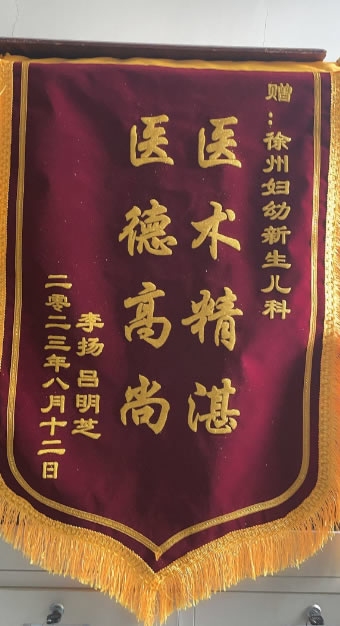 赠：徐州妇幼新生儿科
医术精湛
医德高尚
李扬 吕明芝
二零二三年八月十二日